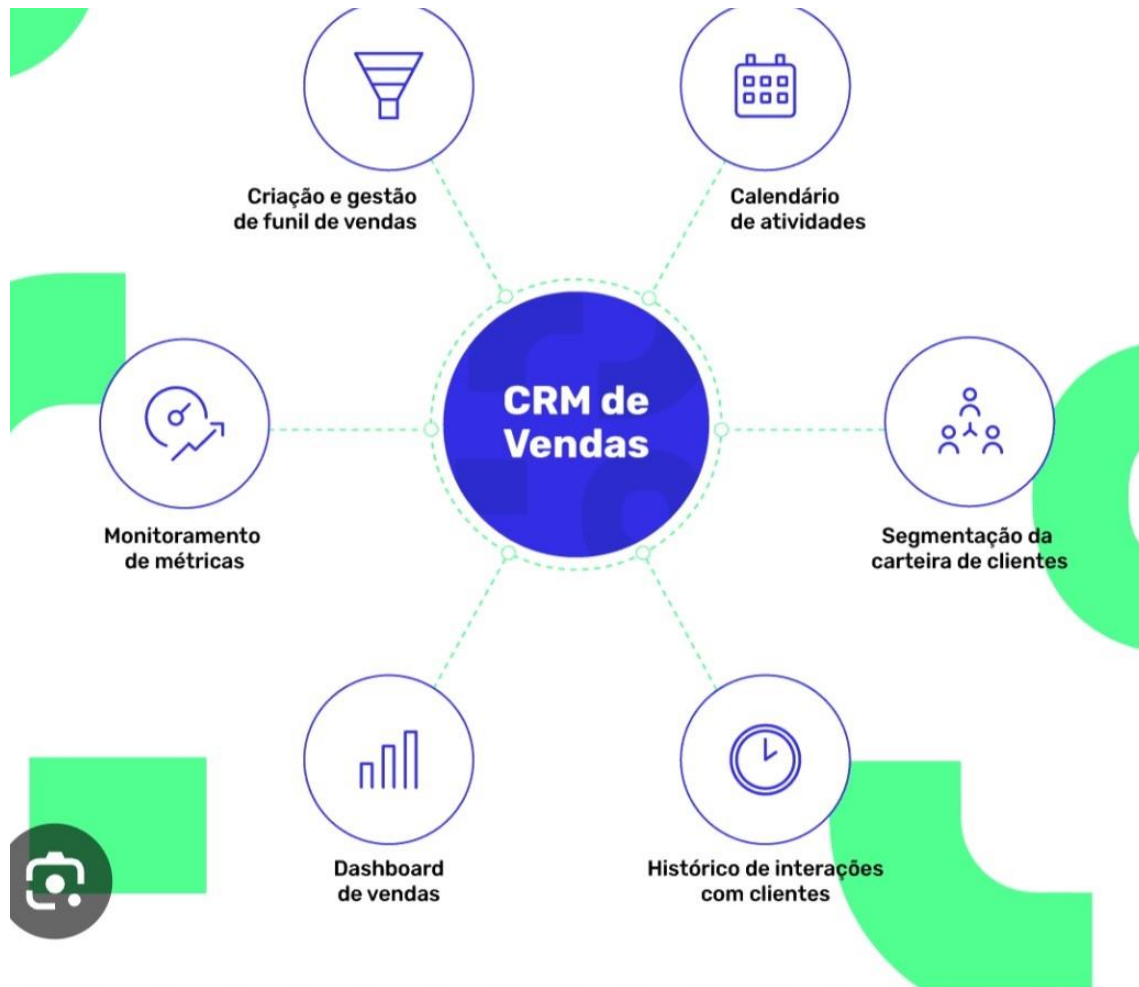 Criação e gestão
de funil de vendas
Calendário
de atividades
CRM de
Vendas
Monitoramento
de métricas
Segmentação da
carteira de clientes
Dashboard
de vendas
Histórico de interações
com clientes